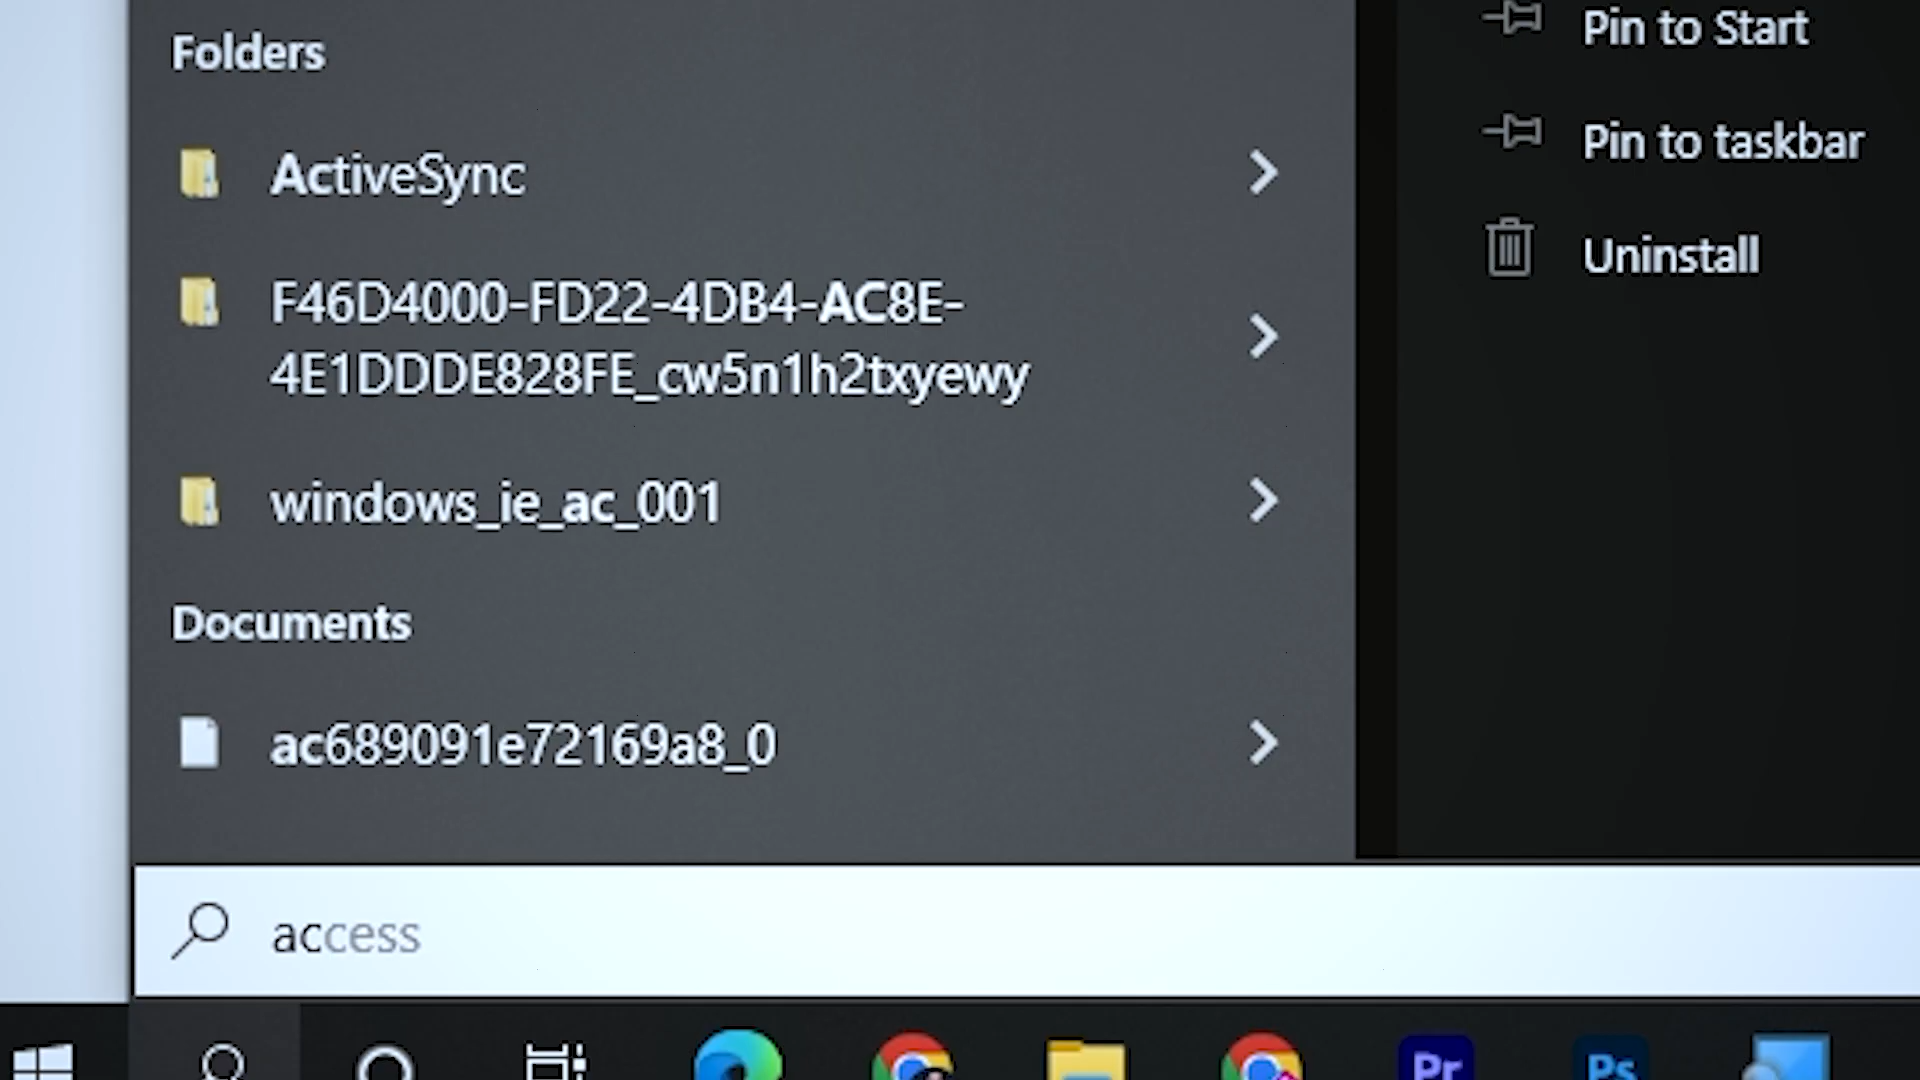 Folders
ActiveSync
F46D4000-FD22-4DB4-AC8E-
4E1DDDE828FE_cw5n1h2txyewy
windows_ie_ac_001
Documents
ac689091e72169a8_0
access
Pin to Start
Pin to taskbar
Uninstall
Pr
Ps